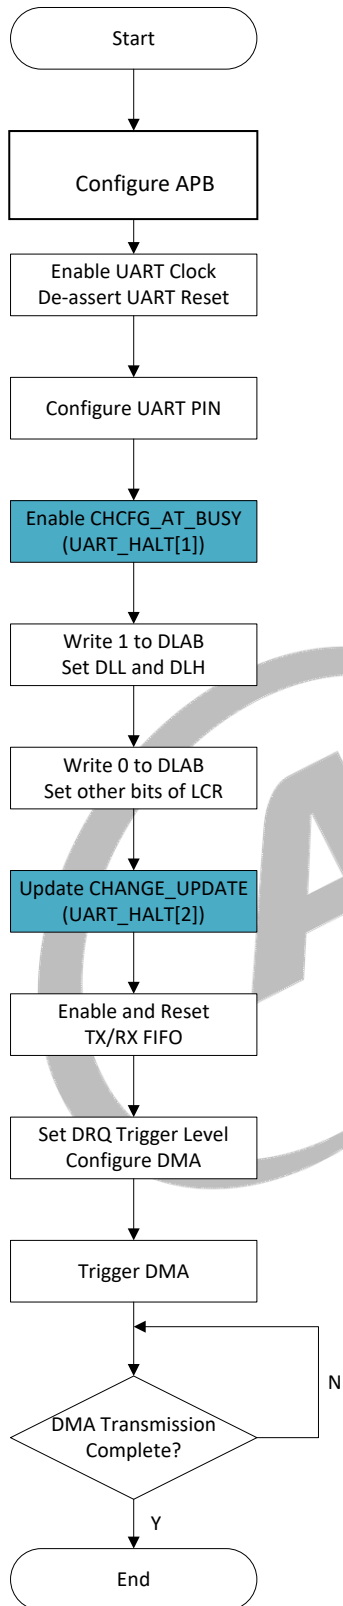 Start
Configure APB
Enable UART Clock
De-assert UART Reset
Configure UART PIN
Enable CHCFG_AT_BUSY
(UART_HALT[1])
Write 1 to DLAB
Set DLL and DLH
Write 0 to DLAB
Set other bits of LCR
Update CHANGE_UPDATE
(UART_HALT[2])
Enable and Reset
TX/RX FIFO
Set DRQ Trigger Level
Configure DMA
Trigger DMA
N
DMA Transmission
Complete?
Y
End